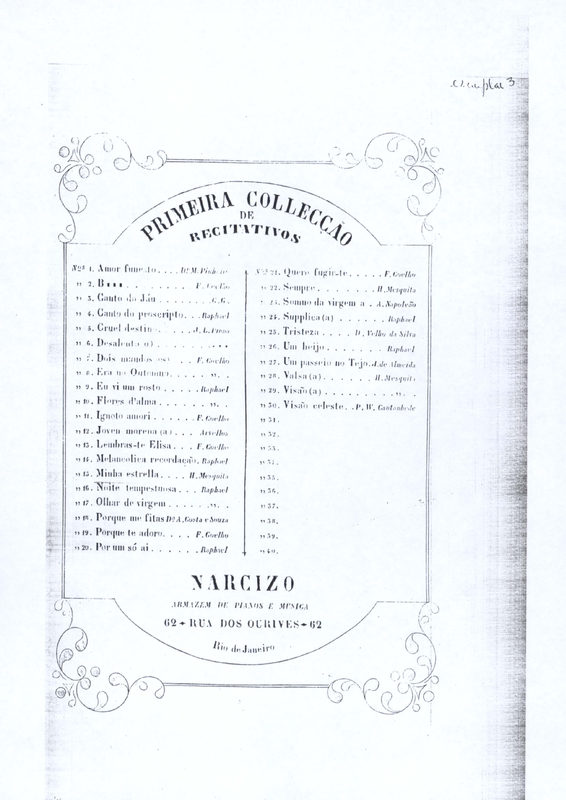 exemplar 3
PRIMEIRA COLLECÇÃO
DE
RECITATIVOS
Nos 1. Amor funesto . . . . Dr. M.
" 2. B . . . . . . . . . . . F. Coelho
" 3. Canto do Jáu . . . . . . G. G.
" 4. Canto do proscripto . . Raphael
" 5. Cruel destino . . . . J. L.
" 6. Desalento (o) . . . . . . . . .
" 7. Dois mundos (os) . . . F. Coelho
" 8. Era no Outomno . . . . . ,, .
" 9. Eu vi um rosto . . . . . Raphael
" 10. Flores d'alma . . . . . . ,, .
" 11. Ignoto amori . . . . . . F. Coelho
" 12. Joven morena (a) . . . Arvellos
" 13. Lembras-te Elisa . . . F. Coelho
" 14. Melancolica recordação. Raphael
" 15. Minha estrella . . . . H. Mesquita
" 16. Noite tempestuosa . . . Raphael
" 17. Olhar de virgem . . . . . ,, .
" 18. Porque me fitas Dr. A. Costa e Souza
" 19. Porque te adoro . . . . F. Coelho
" 20. Por um só ai . . . . . . Raphael
Nos 21. Quere fugir-te . . . . . F. Coelho
" 22. Sempre . . . . . . . . H. Mesquita
" 23. Somno da virgem a . A. Napoleão
" 24. Supplica (a) . . . . . . Raphael
" 25. Tristeza . . . . D. Velho da Silva
" 26. Um beijo . . . . . . . . Raphael
" 27. Um passeio no Tejo. J. de Almeida
" 28. Valsa (a) . . . . . . . H. Mesquita
" 29. Visão (a) . . . . . . . . . ,, .
" 30. Visão celeste . P. W. Cantanhede
" 31.
" 32.
" 33.
" 34.
" 35.
" 36.
" 37.
" 38.
" 39.
" 40.
NARCIZO
ARMAZEM DE PIANOS E MUSICA
62 RUA DOS OURIVES 62
Rio de Janeiro